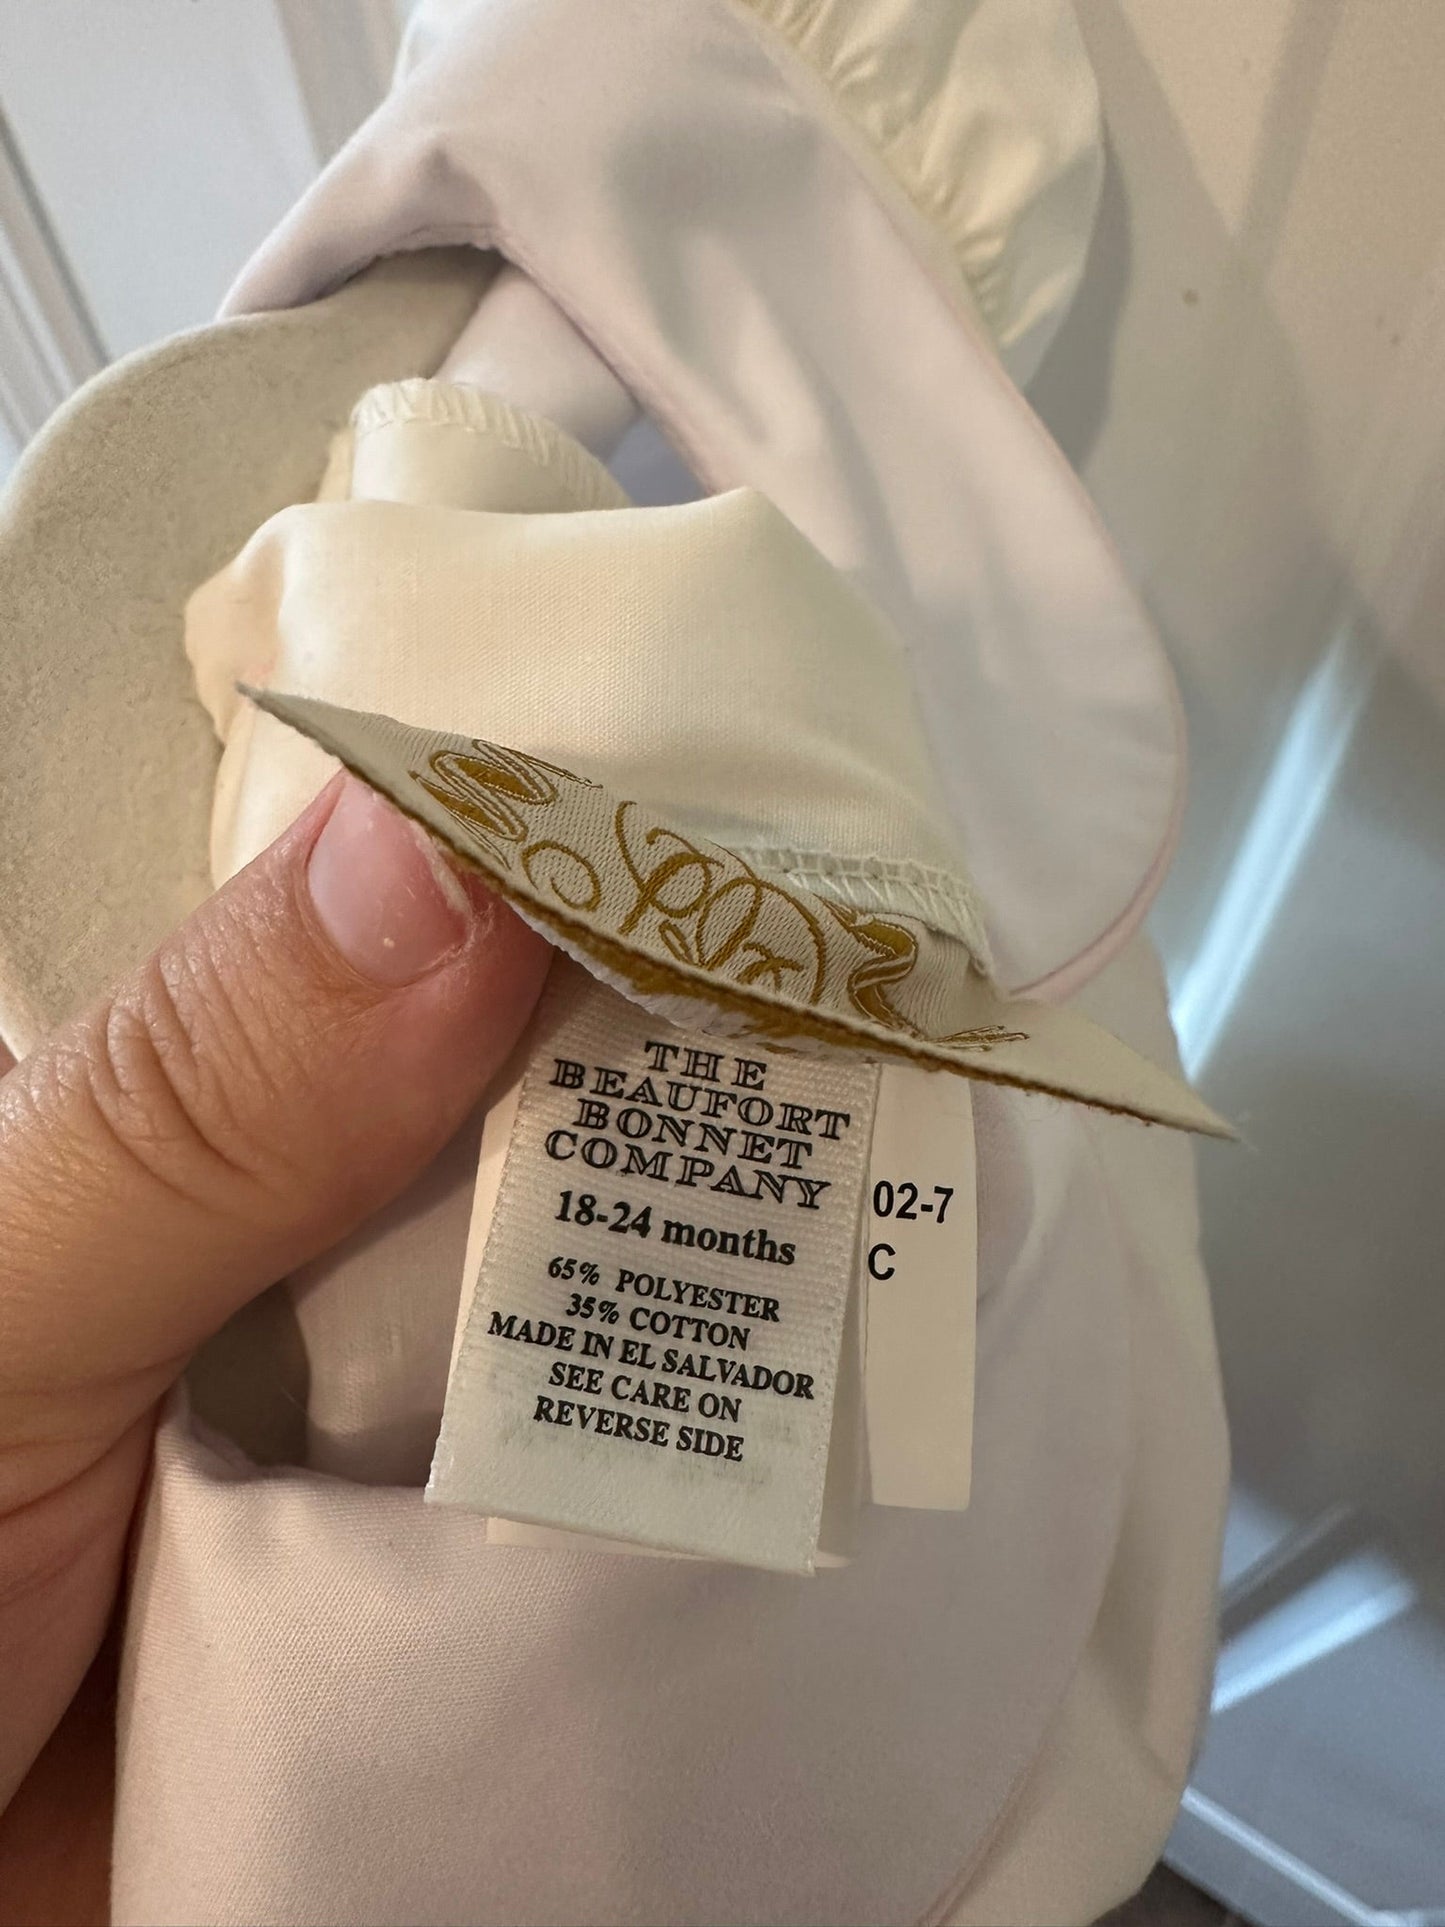 THE
BEAUFORT
BONNET
COMPANY
18-24 months
65% POLYESTER
35% COTTON
MADE IN EL SALVADOR
SEE CARE ON
REVERSE SIDE
02-7
C